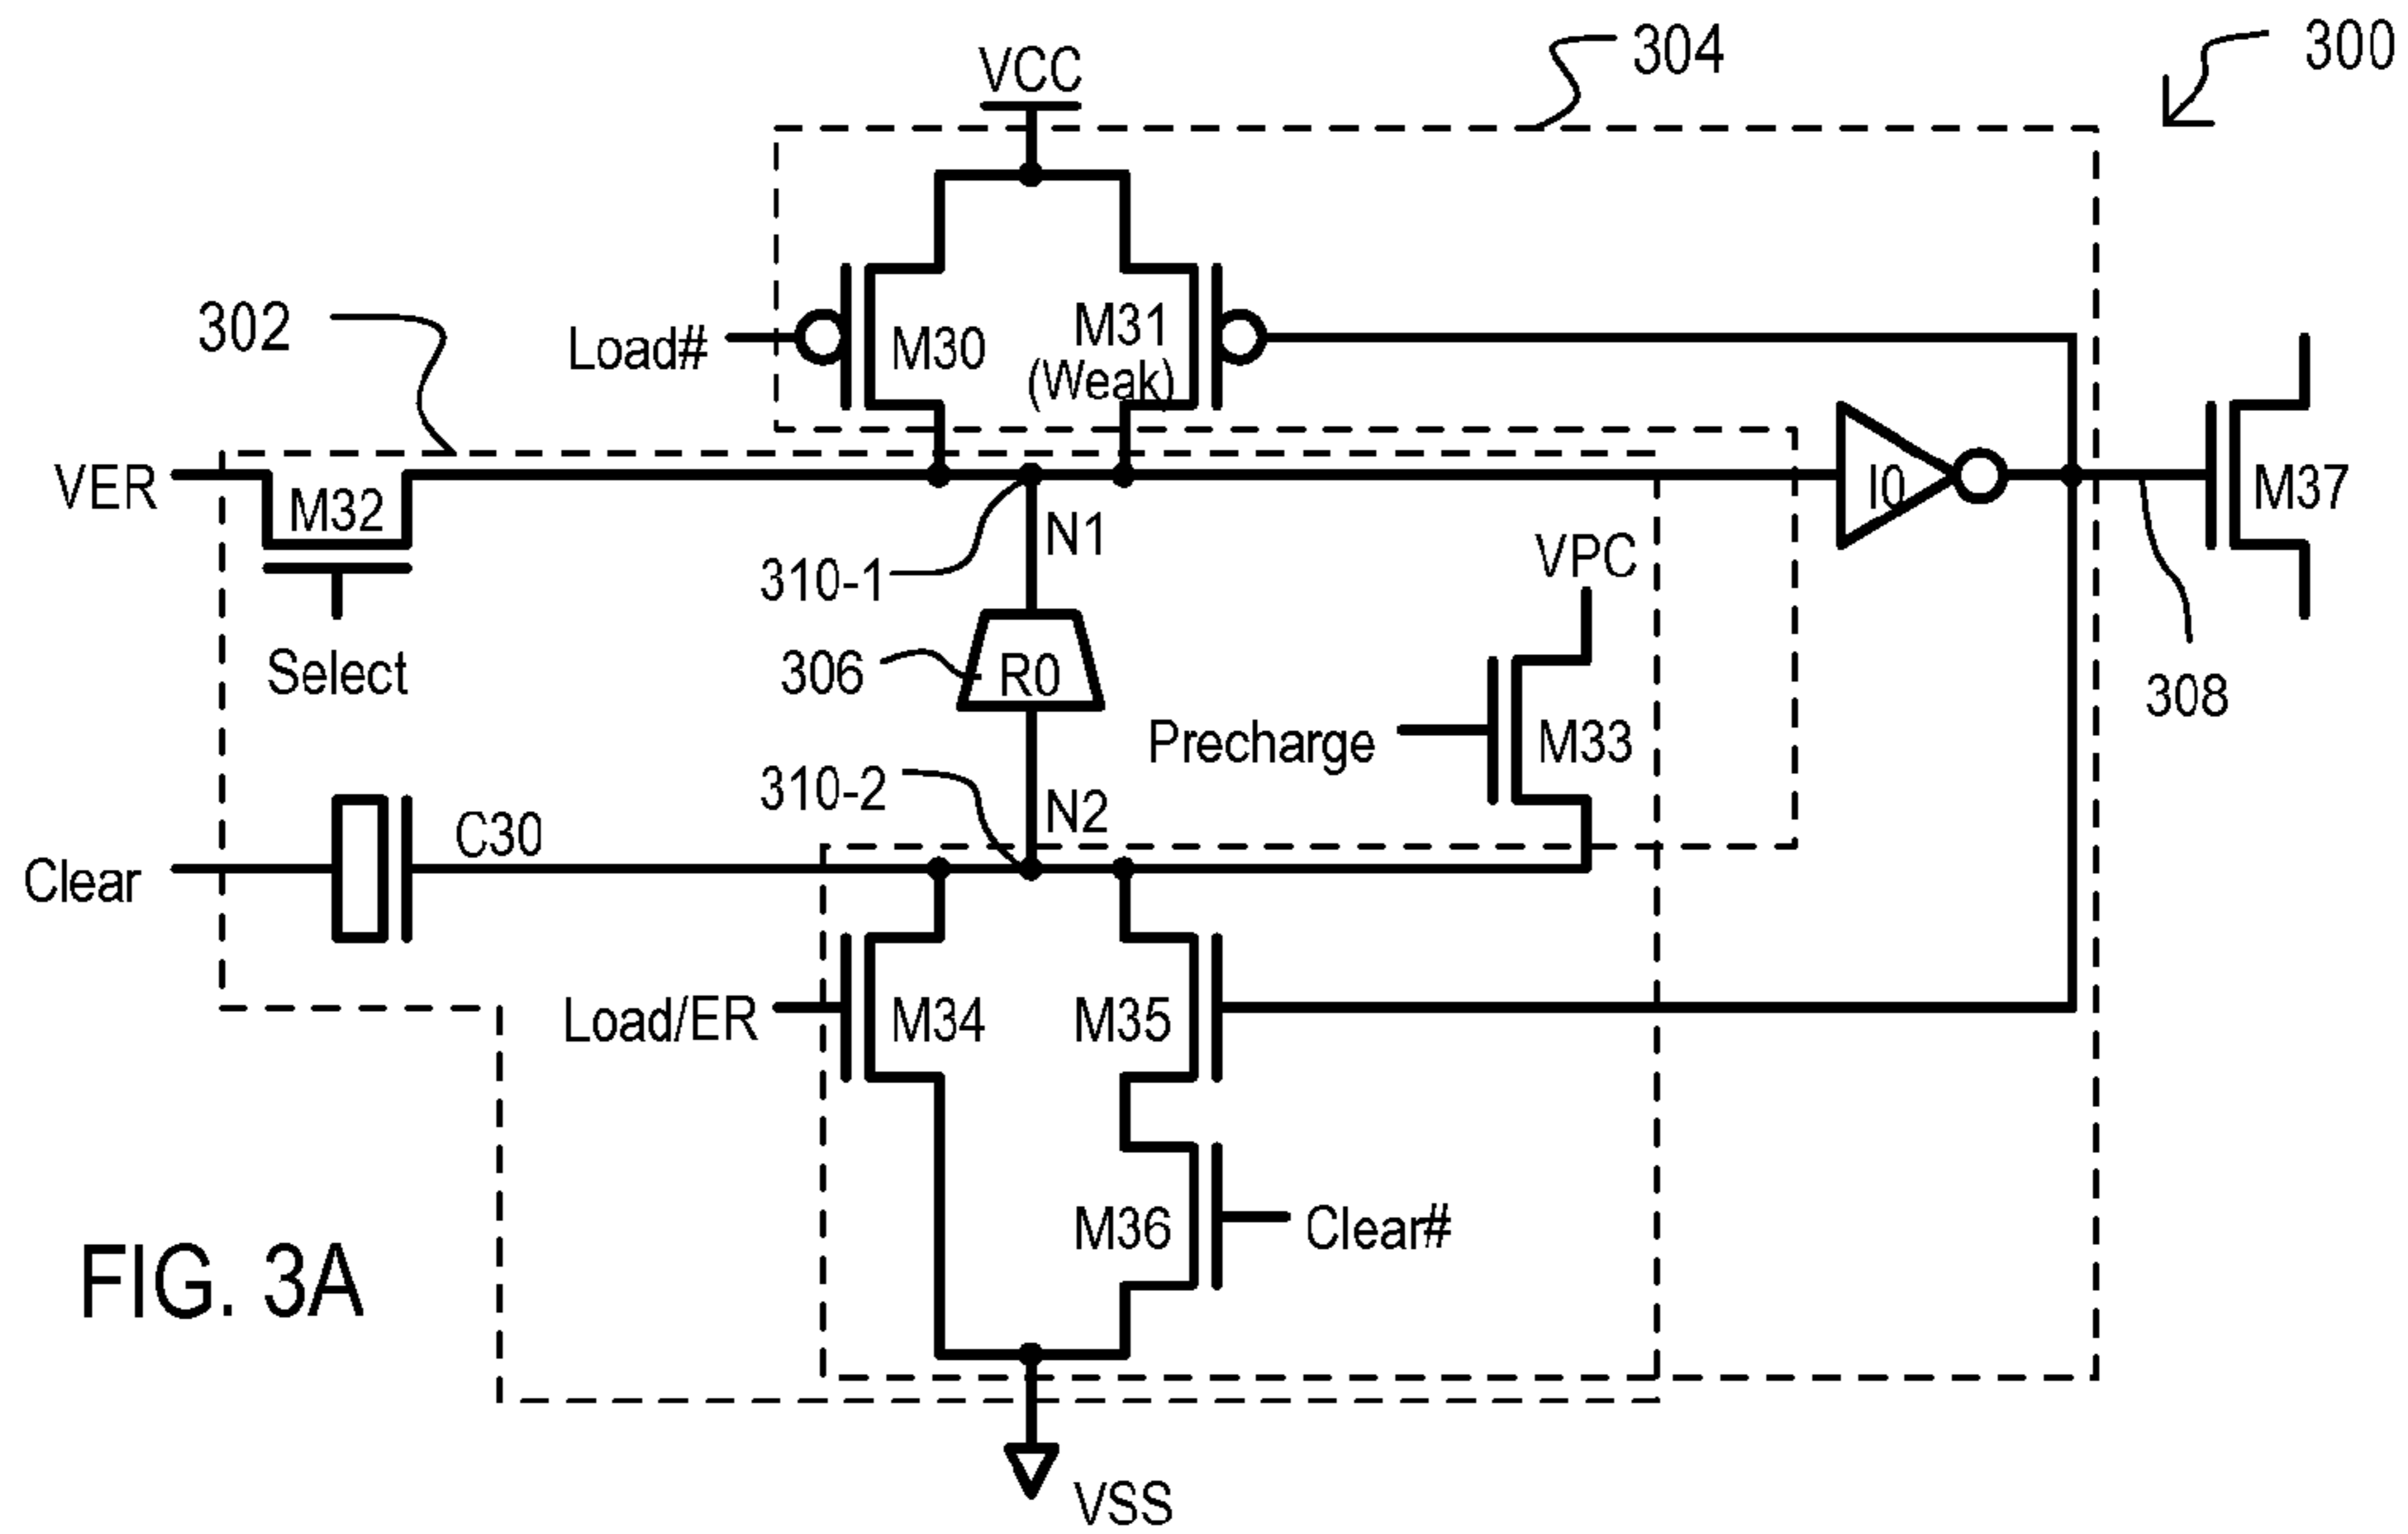 300
304
VCC
302
Load#
M30
M31
(Weak)
VER
M32
I0
M37
N1
310-1
VPC
Select
306
R0
Precharge
M33
308
310-2
N2
C30
Clear
Load/ER
M34
M35
M36
Clear#
FIG. 3A
VSS